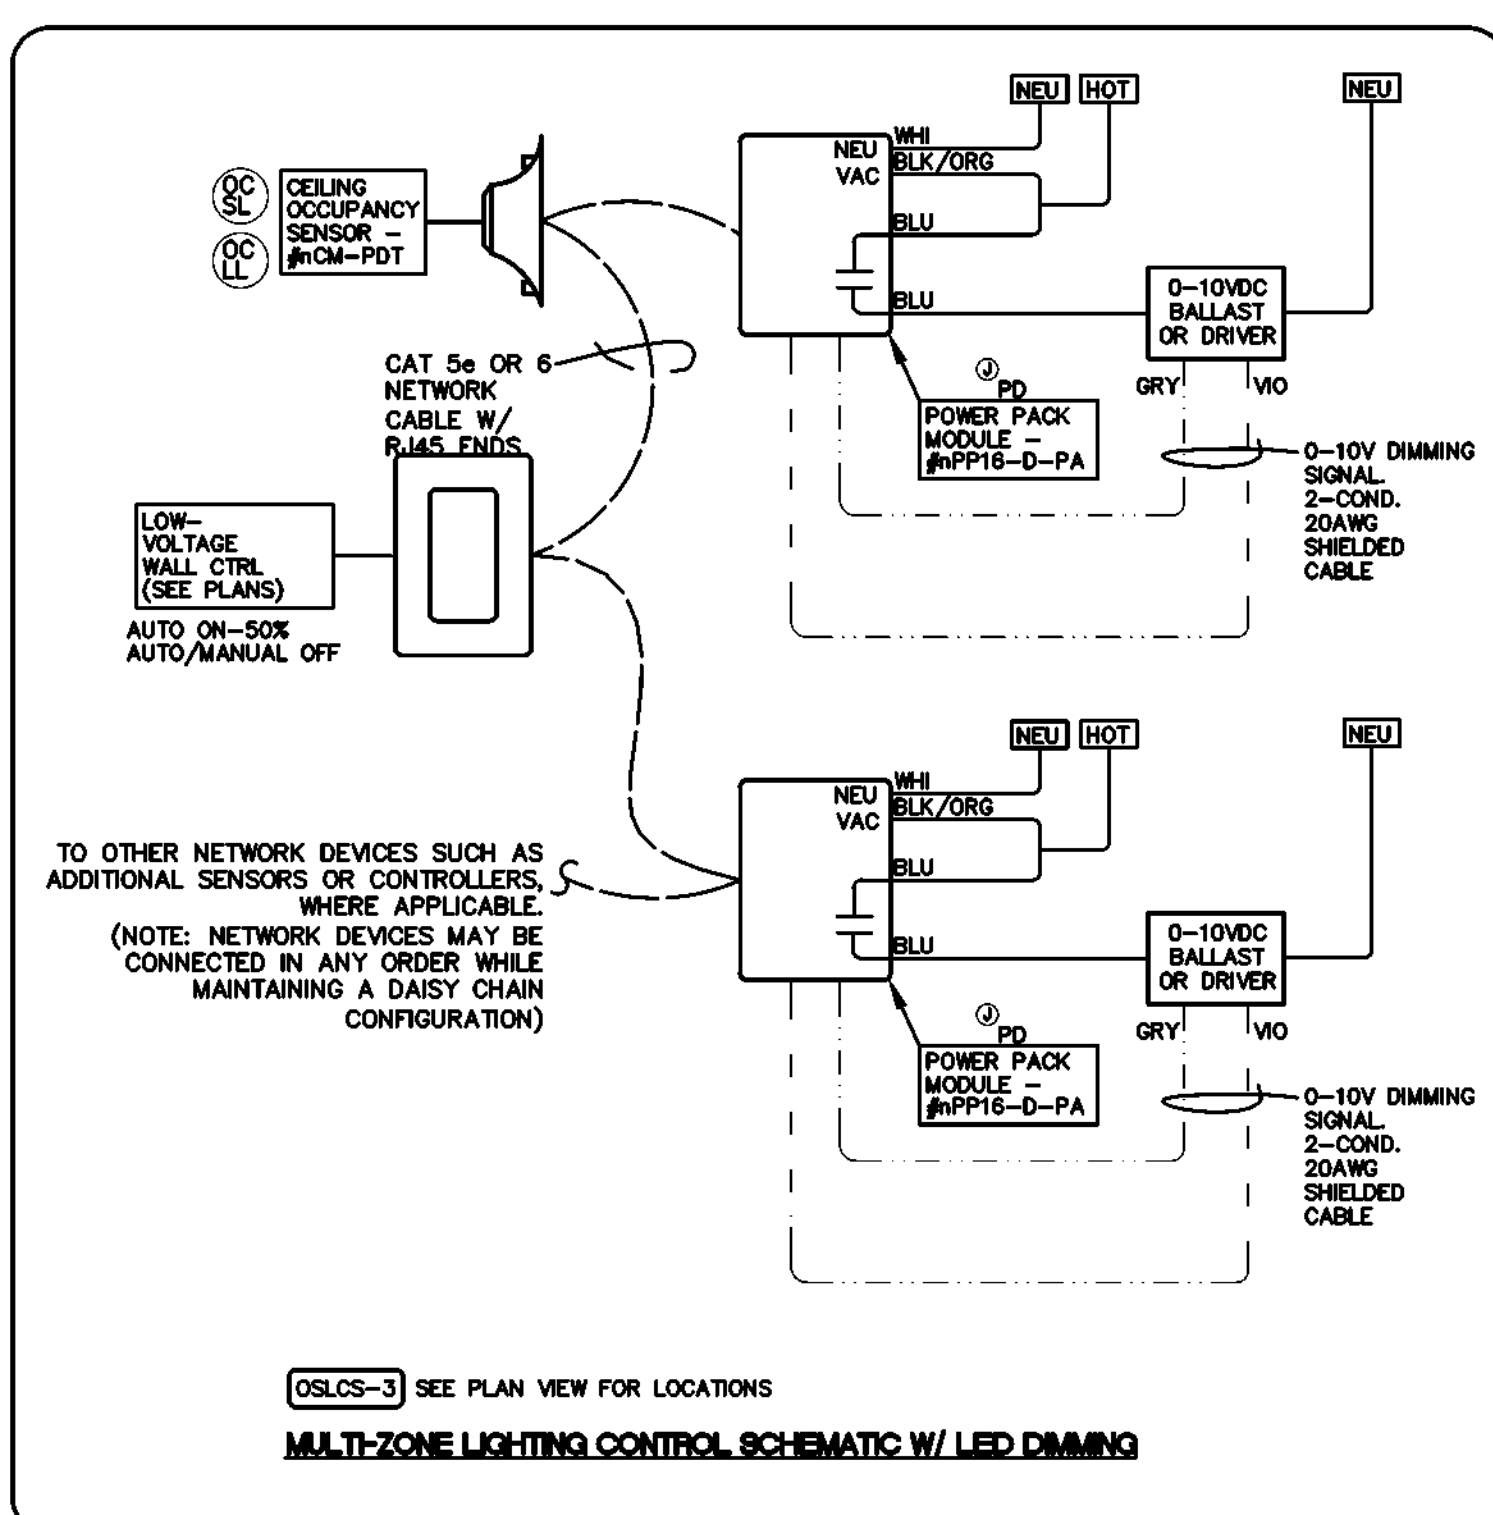 NEU
HOT
NEU
WHI
NEU
BLK/ORG
VAC
BLU
BLU
OC
SL
OC
LL
CEILING
OCCUPANCY
SENSOR -
#nCM-PDT
0-10VDC
BALLAST
OR DRIVER
GRY
VIO
CAT 5e OR 6
NETWORK
CABLE W/
RJ45 ENDS
J
PD
POWER PACK
MODULE -
#nPP16-D-PA
0-10V DIMMING
SIGNAL.
2-COND.
20AWG
SHIELDED
CABLE
LOW-
VOLTAGE
WALL CTRL
(SEE PLANS)
AUTO ON-50%
AUTO/MANUAL OFF
NEU
HOT
NEU
WHI
NEU
BLK/ORG
VAC
BLU
BLU
TO OTHER NETWORK DEVICES SUCH AS
ADDITIONAL SENSORS OR CONTROLLERS,
WHERE APPLICABLE.
(NOTE: NETWORK DEVICES MAY BE
CONNECTED IN ANY ORDER WHILE
MAINTAINING A DAISY CHAIN
CONFIGURATION)
0-10VDC
BALLAST
OR DRIVER
GRY
VIO
J
PD
POWER PACK
MODULE -
#nPP16-D-PA
0-10V DIMMING
SIGNAL.
2-COND.
20AWG
SHIELDED
CABLE
OSLCS-3 SEE PLAN VIEW FOR LOCATIONS
MULTI-ZONE LIGHTING CONTROL SCHEMATIC W/ LED DIMMING